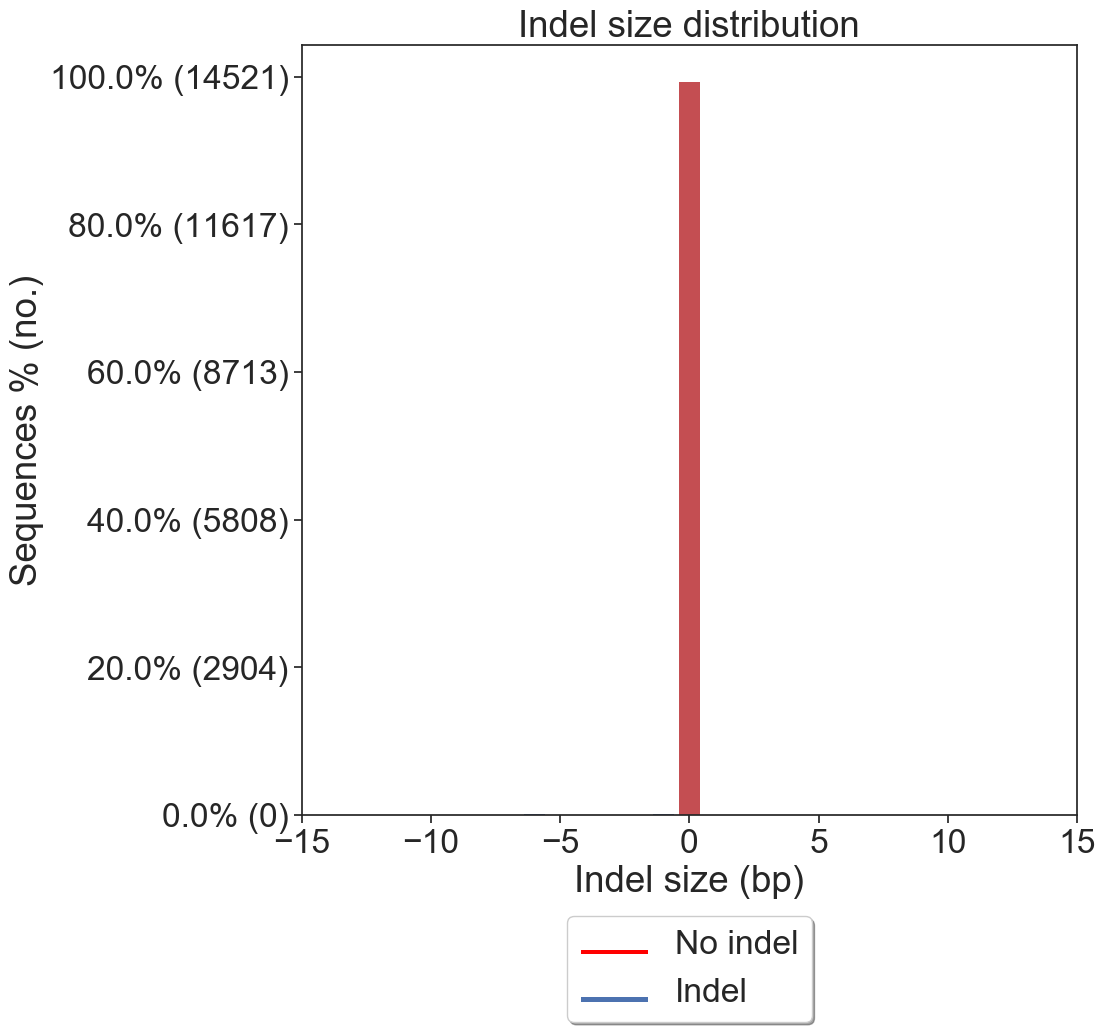 Indel size distribution
100.0% (14521)
80.0% (11617)
60.0% (8713)
40.0% (5808)
20.0% (2904)
0.0% (0)
Sequences % (no.)
−15 −10 −5 0 5 10 15
Indel size (bp)
No indel
Indel